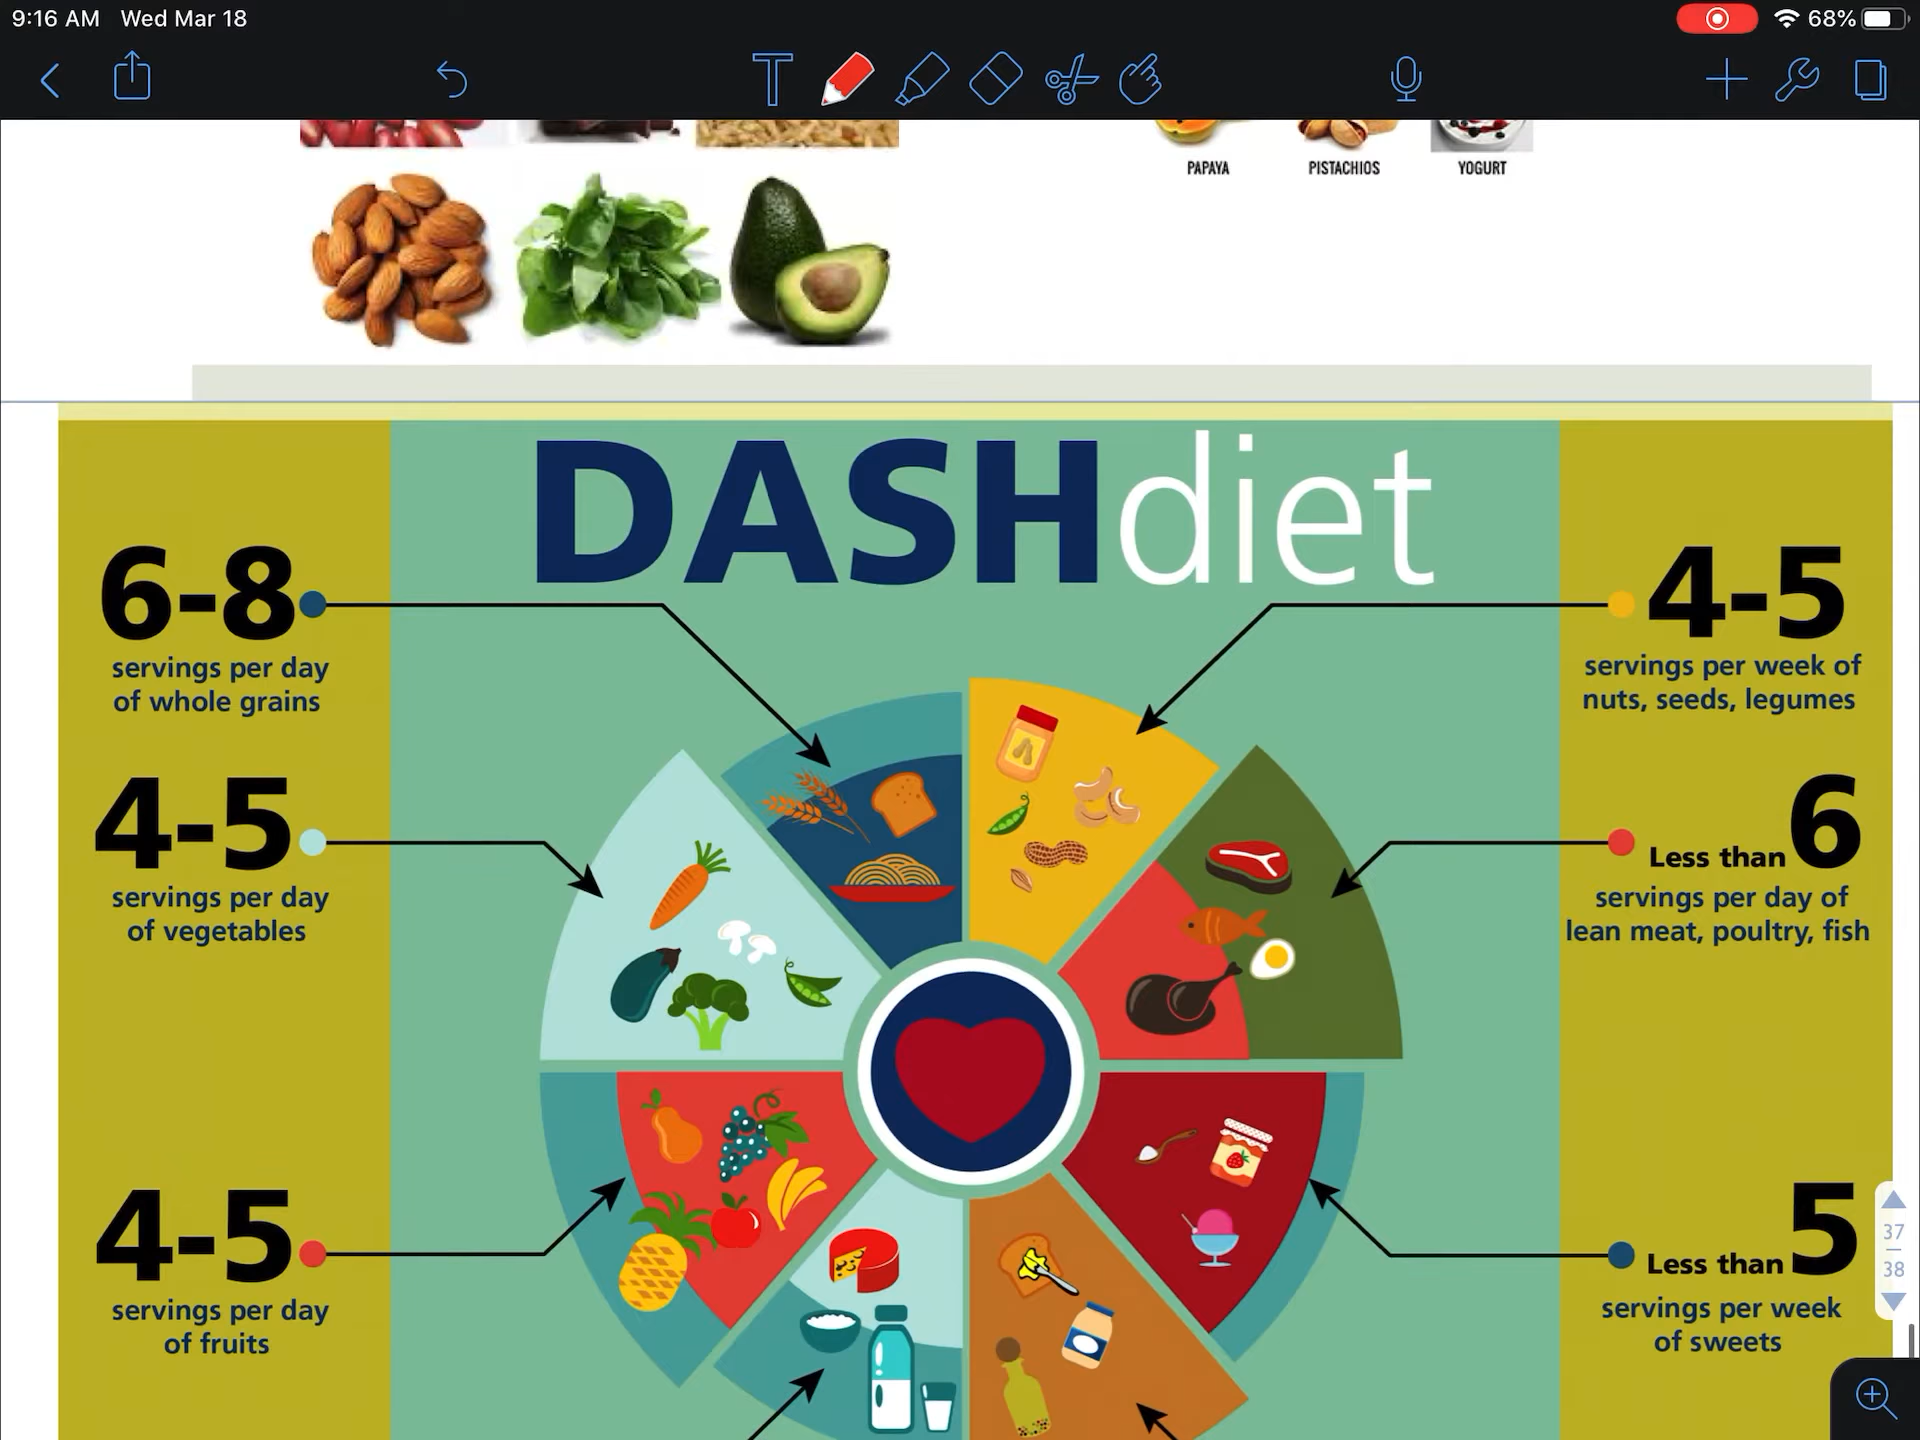 9:16 AM Wed Mar 18
68%
T
PAPAYA
PISTACHIOS
YOGURT
DASHdiet
6-8
servings per day
of whole grains
4-5
servings per day
of vegetables
4-5
servings per day
of fruits
4-5
servings per week of
nuts, seeds, legumes
Less than 6
servings per day of
lean meat, poultry, fish
Less than 5
servings per week
of sweets
37
38